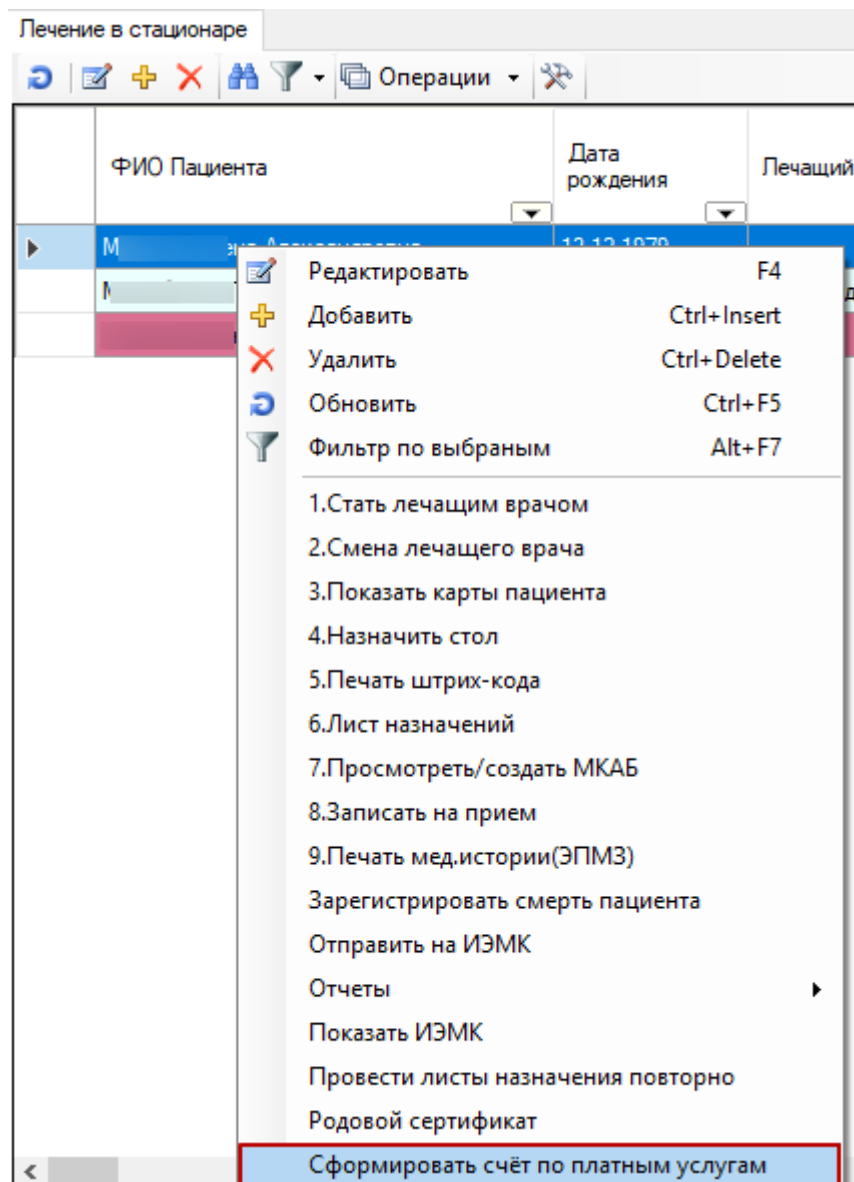 Лечение в стационаре
Операции
ФИО Пациента
Дата
рождения
Лечащий
М
12.12.1979
Редактировать F4
Добавить Ctrl+Insert
Удалить Ctrl+Delete
Обновить Ctrl+F5
Фильтр по выбраным Alt+F7
1.Стать лечащим врачом
2.Смена лечащего врача
3.Показать карты пациента
4.Назначить стол
5.Печать штрих-кода
6.Лист назначений
7.Просмотреть/создать МКАБ
8.Записать на прием
9.Печать мед.истории(ЭПМЗ)
Зарегистрировать смерть пациента
Отправить на ИЭМК
Отчеты
Показать ИЭМК
Провести листы назначения повторно
Родовой сертификат
Сформировать счёт по платным услугам